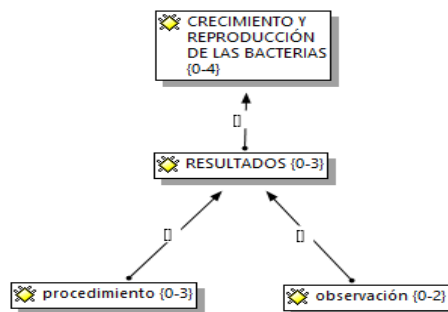 CRECIMIENTO Y
REPRODUCCIÓN
DE LAS BACTERIAS
{0-4}
[]
RESULTADOS {0-3}
[]
[]
procedimiento {0-3}
observación {0-2}